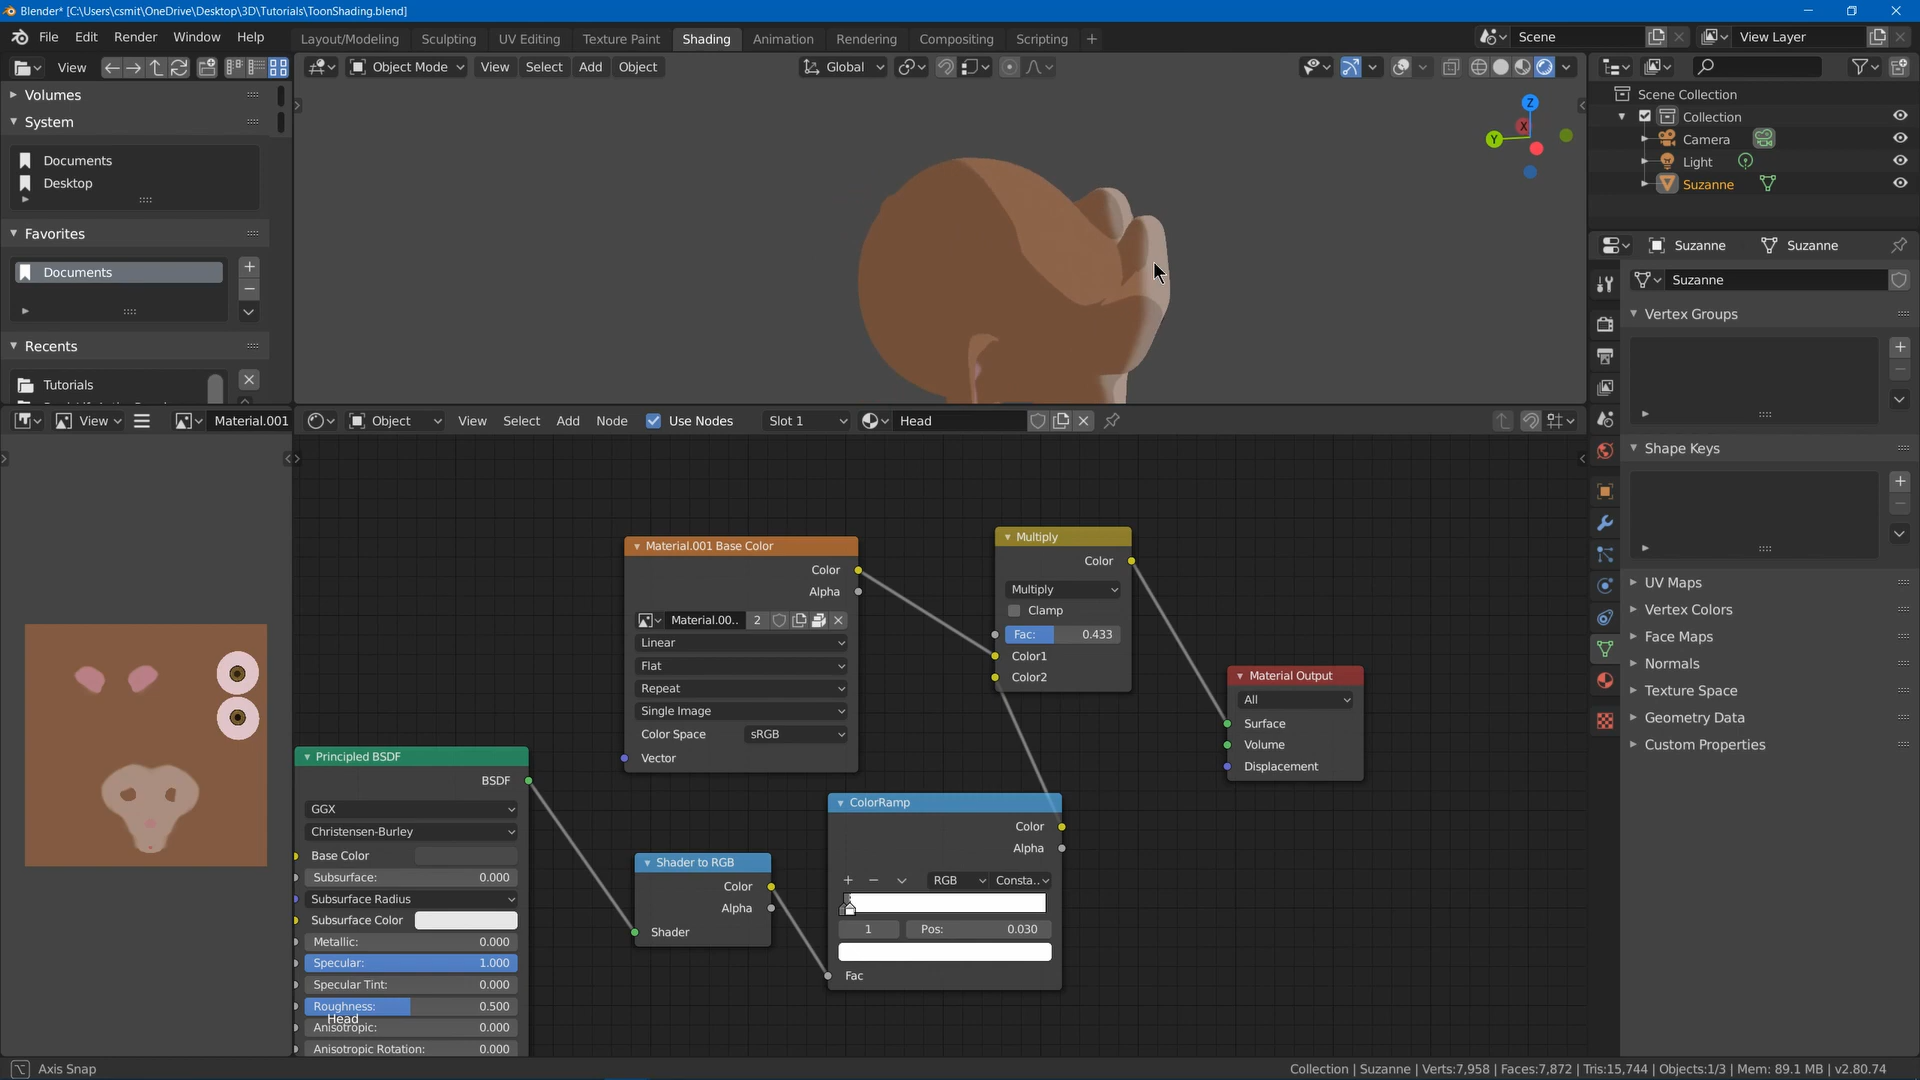 Blender* [C:\Users\csmit\OneDrive\Desktop\3D\Tutorials\ToonShading.blend]
File Edit Render Window Help
Layout/Modeling Sculpting UV Editing Texture Paint Shading Animation Rendering Compositing Scripting +
Scene
View Layer
View
Object Mode View Select Add Object
Global
Volumes
System
Documents
Desktop
Favorites
Documents
Recents
Tutorials
Z
X
Y
Scene Collection
Collection
Camera
Light
Suzanne
Suzanne Suzanne
Suzanne
Vertex Groups
Shape Keys
UV Maps
Vertex Colors
Face Maps
Normals
Texture Space
Geometry Data
Custom Properties
View Material.001
Object View Select Add Node Use Nodes Slot 1 Head
Material.001 Base Color
Color
Alpha
Material.00..
2
Linear
Flat
Repeat
Single Image
Color Space sRGB
Vector
Multiply
Color
Multiply
Clamp
Fac: 0.433
Color1
Color2
Material Output
All
Surface
Volume
Displacement
Principled BSDF
BSDF
GGX
Christensen-Burley
Base Color
Subsurface: 0.000
Subsurface Radius
Subsurface Color
Metallic: 0.000
Specular: 1.000
Specular Tint: 0.000
Roughness: 0.500
Head
Anisotropic: 0.000
Anisotropic Rotation: 0.000
Shader to RGB
Color
Alpha
Shader
ColorRamp
Color
Alpha
RGB Consta..
1 Pos: 0.030
Fac
Axis Snap
Collection | Suzanne | Verts:7,958 | Faces:7,872 | Tris:15,744 | Objects:1/3 | Mem: 89.1 MB | v2.80.74